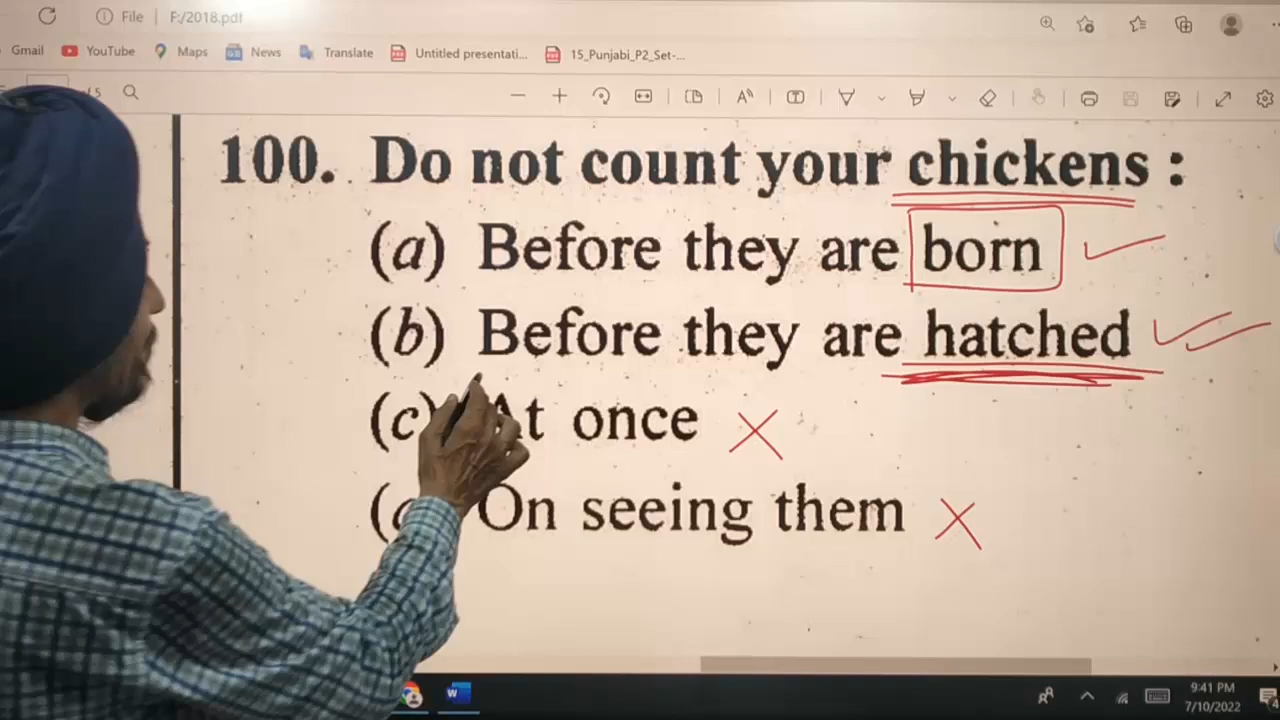 File F:/2018.pdf
Gmail YouTube Maps News Translate Untitled presentati... 15_Punjabi_P2_Set-...
/ 5
100. Do not count your chickens :
(a) Before they are born
(b) Before they are hatched
(c) At once
On seeing them
9:41 PM
7/10/2022